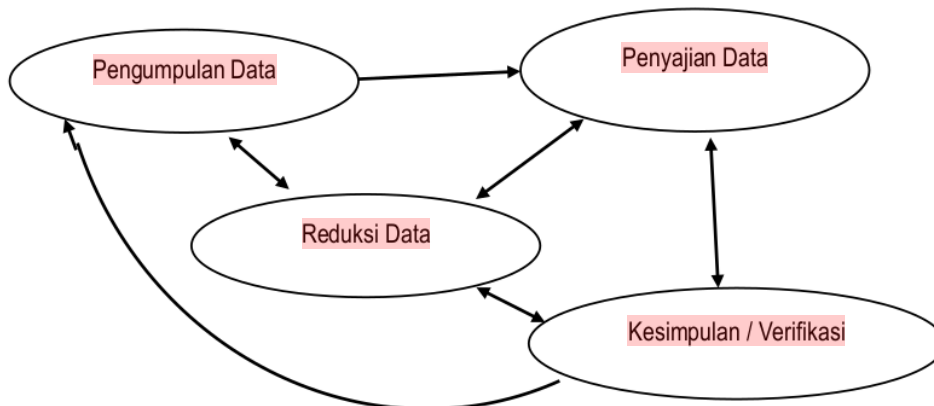 Pengumpulan Data
Penyajian Data
Reduksi Data
Kesimpulan / Verifikasi